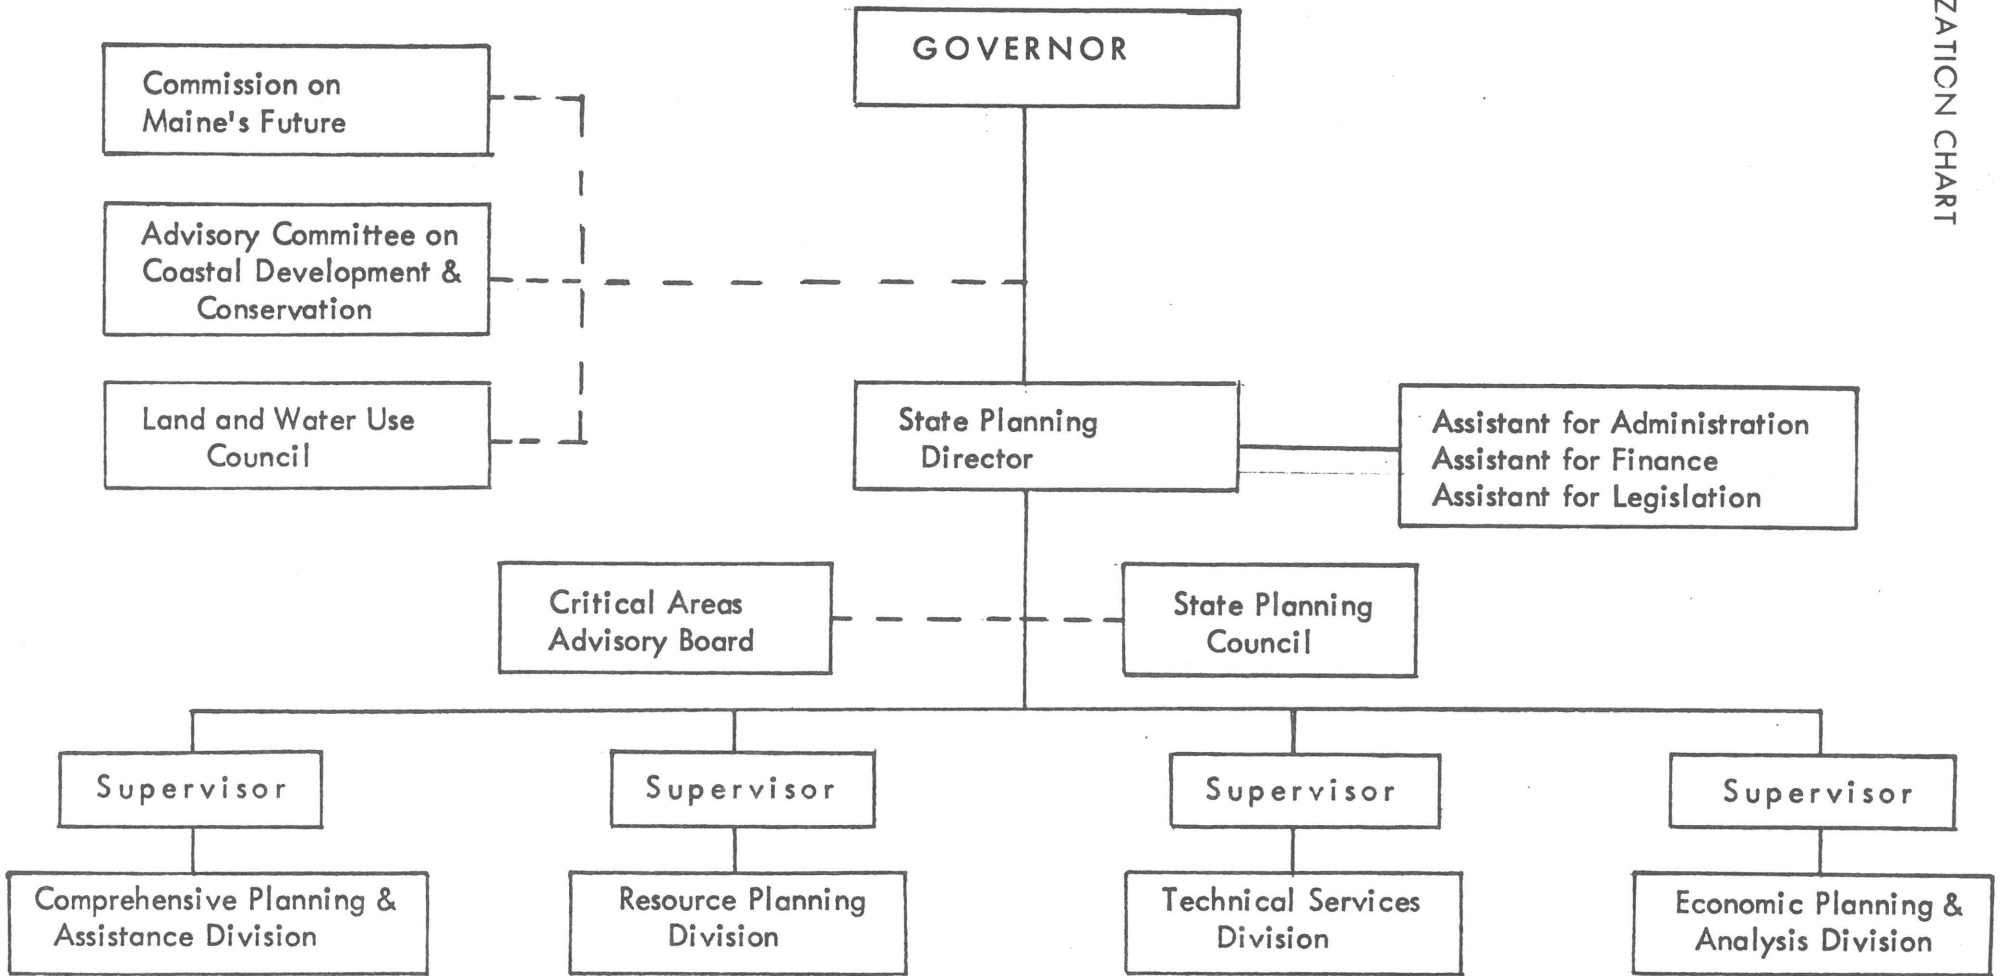 ZATION CHART
GOVERNOR
Commission on
Maine's Future
Advisory Committee on
Coastal Development &
Conservation
Land and Water Use
Council
State Planning
Director
Assistant for Administration
Assistant for Finance
Assistant for Legislation
Critical Areas
Advisory Board
State Planning
Council
Supervisor
Supervisor
Supervisor
Supervisor
Comprehensive Planning &
Assistance Division
Resource Planning
Division
Technical Services
Division
Economic Planning &
Analysis Division